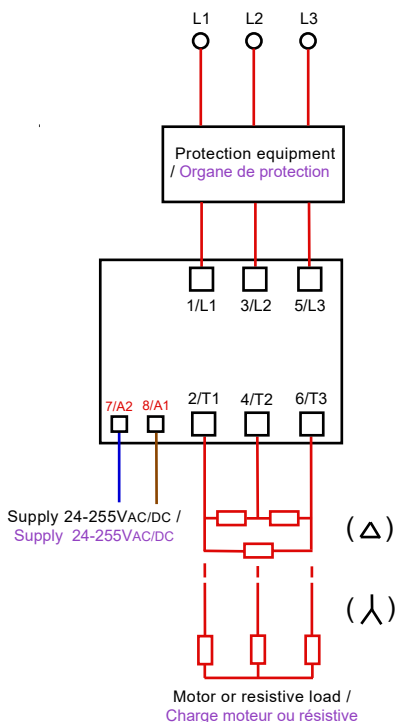 L1 L2 L3
Protection equipment
/ Organe de protection
1/L1 3/L2 5/L3
2/T1 4/T2 6/T3
7/A2 8/A1
Supply 24-255VAC/DC /
Supply 24-255VAC/DC
(△)
(⅄)
Motor or resistive load /
Charge moteur ou résistive